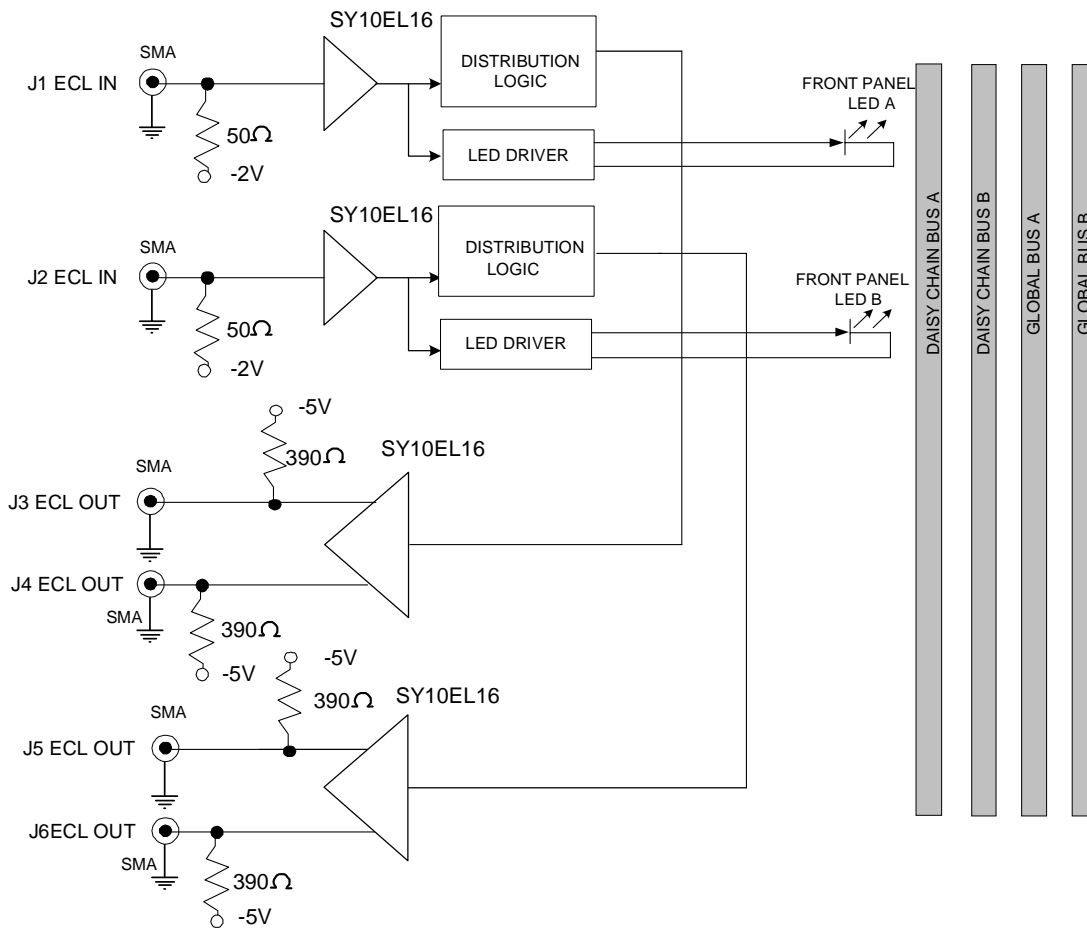 SY10EL16
SMA
J1 ECL IN
50Ω
-2V
DISTRIBUTION
LOGIC
LED DRIVER
FRONT PANEL
LED A
SY10EL16
SMA
J2 ECL IN
50Ω
-2V
DISTRIBUTION
LOGIC
LED DRIVER
FRONT PANEL
LED B
-5V
390Ω
SY10EL16
SMA
J3 ECL OUT
J4 ECL OUT
SMA
390Ω
-5V
-5V
390Ω
SY10EL16
SMA
J5 ECL OUT
J6ECL OUT
SMA
390Ω
-5V
DAISY CHAIN BUS A
DAISY CHAIN BUS B
GLOBAL BUS A
GLOBAL BUS B